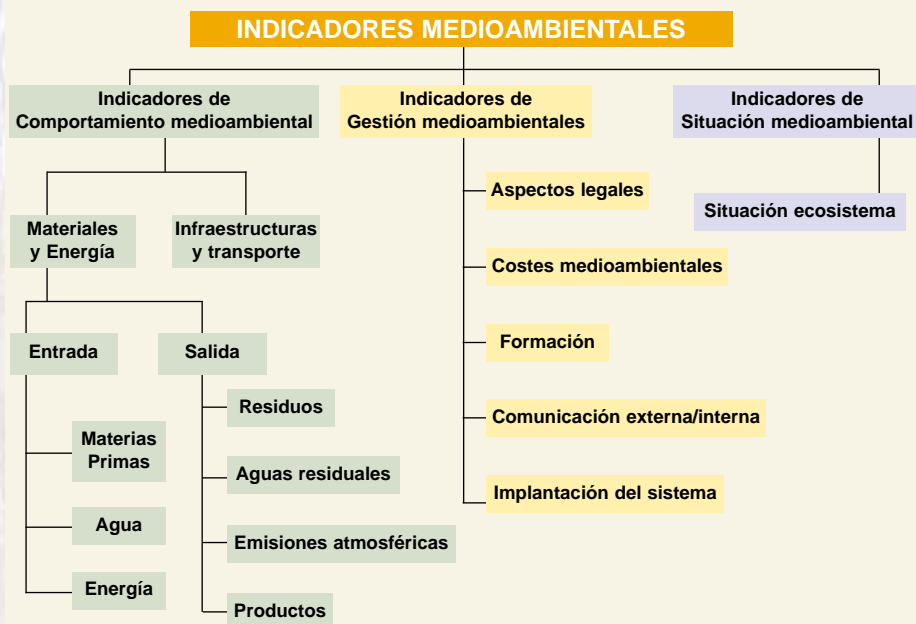 INDICADORES MEDIOAMBIENTALES
Indicadores de
Comportamiento medioambiental
Indicadores de
Gestión medioambientales
Indicadores de
Situación medioambiental
Materiales
y Energía
Infraestructuras
y transporte
Entrada
Salida
Materias
Primas
Agua
Energía
Residuos
Aguas residuales
Emisiones atmosféricas
Productos
Aspectos legales
Costes medioambientales
Formación
Comunicación externa/interna
Implantación del sistema
Situación ecosistema